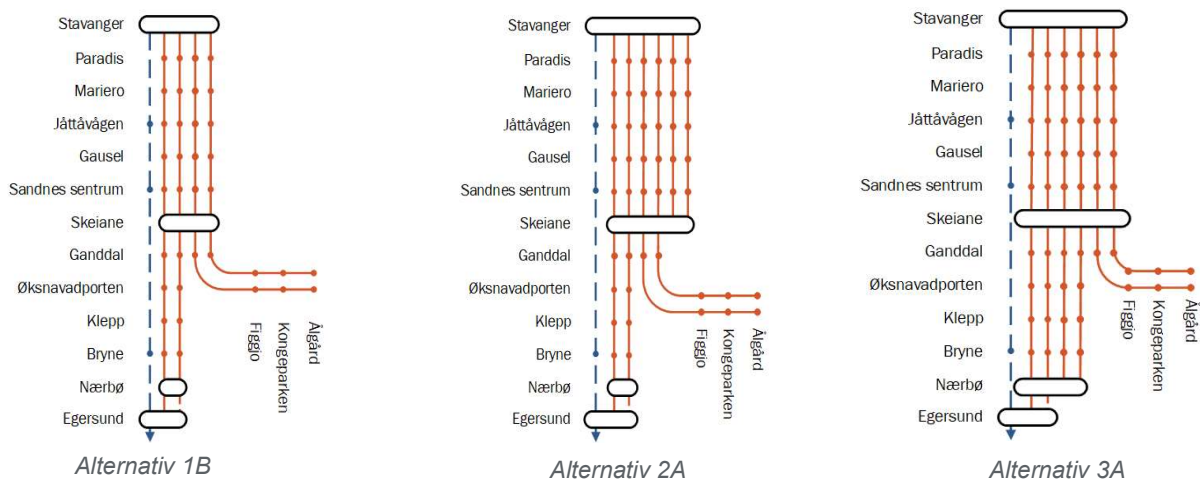 Stavanger
Paradis
Mariero
Jåttåvågen
Gausel
Sandnes sentrum
Skeiane
Ganddal
Øksnavadporten
Klepp
Bryne
Nærbø
Egersund
Figgjo
Kongeparken
Ålgård
Alternativ 1B
Stavanger
Paradis
Mariero
Jåttåvågen
Gausel
Sandnes sentrum
Skeiane
Ganddal
Øksnavadporten
Klepp
Bryne
Nærbø
Egersund
Figgjo
Kongeparken
Ålgård
Alternativ 2A
Stavanger
Paradis
Mariero
Jåttåvågen
Gausel
Sandnes sentrum
Skeiane
Ganddal
Øksnavadporten
Klepp
Bryne
Nærbø
Egersund
Figgjo
Kongeparken
Ålgård
Alternativ 3A